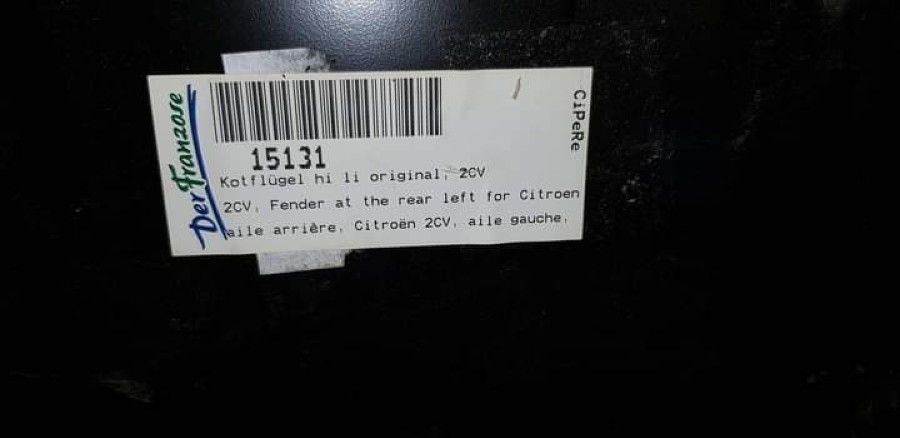 Der Franzose
CiPeRe
15131
Kotflügel hi li original, 2CV
2CV, Fender at the rear left for Citroen
aile arrière, Citroën 2CV, aile gauche,